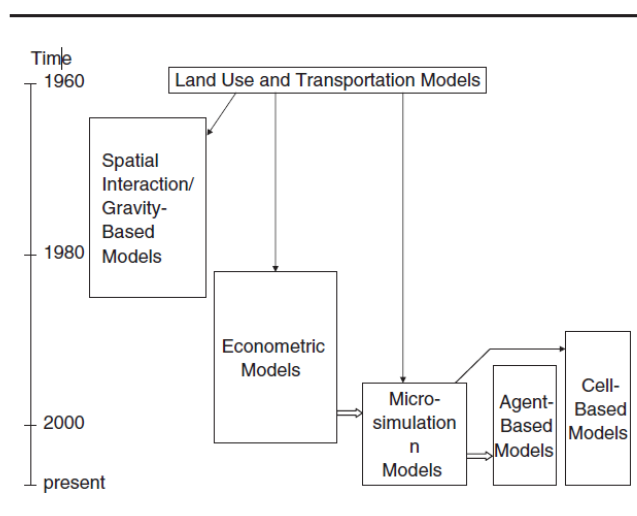 Time
1960
Land Use and Transportation Models
Spatial
Interaction/
Gravity-
Based
Models
1980
Econometric
Models
Micro-
simulation
n
Models
Agent-
Based
Models
Cell-
Based
Models
2000
present